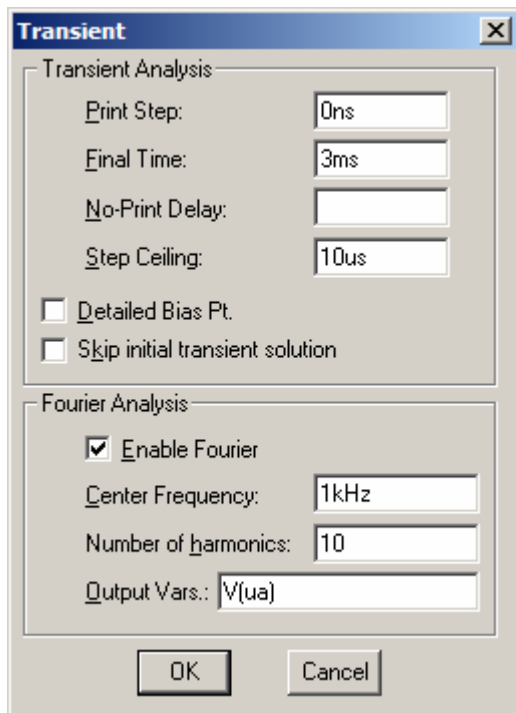 Transient
Transient Analysis
Print Step: 0ns
Final Time: 3ms
No-Print Delay:
Step Ceiling: 10us
Detailed Bias Pt.
Skip initial transient solution
Fourier Analysis
Enable Fourier
Center Frequency: 1kHz
Number of harmonics: 10
Output Vars.: V(ua)
OK Cancel